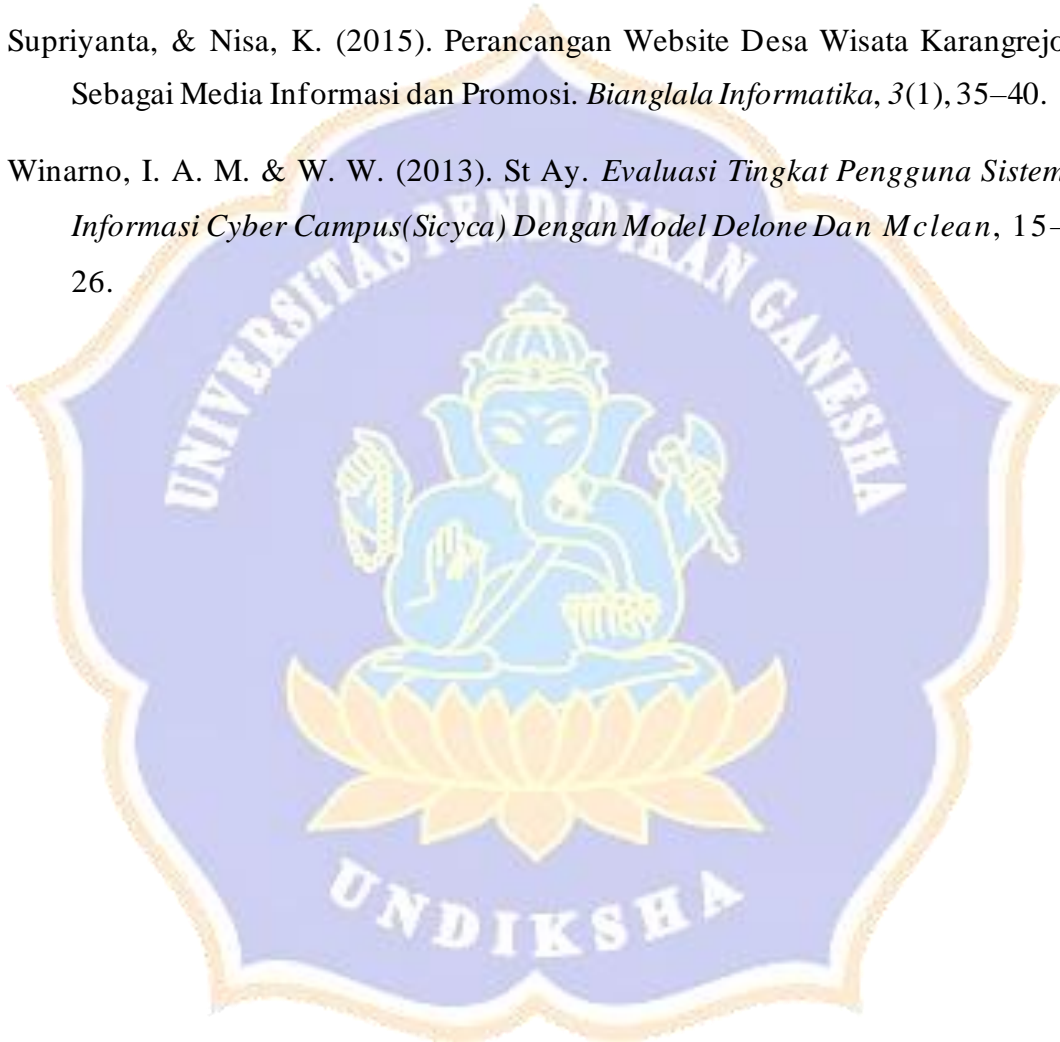 Supriyanta, & Nisa, K. (2015). Perancangan Website Desa Wisata Karangrejo
Sebagai Media Informasi dan Promosi. Bianglala Informatika, 3(1), 35–40.
Winarno, I. A. M. & W. W. (2013). St Ay. Evaluasi Tingkat Pengguna Sistem
Informasi Cyber Campus(Sicyca) Dengan Model Delone Dan Mclean, 15–
26.
UNIVERSITAS PENDIDIKAN GANESHA
UNDIKSHA